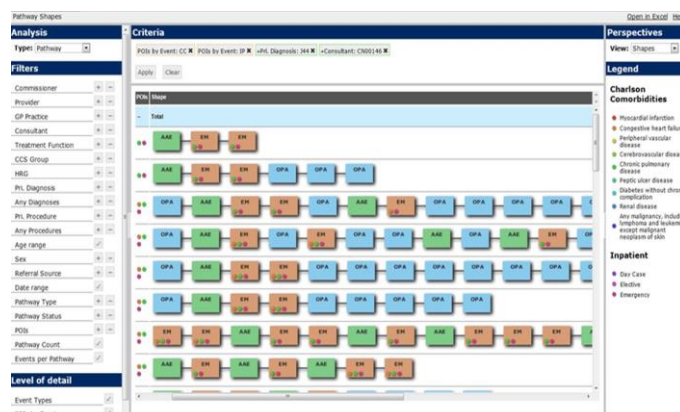 Pathway Shapes
Open in Excel
Analysis
Type: Pathway
Filters
Commissioner
Provider
GP Practice
Consultant
Treatment Function
CCS Group
HRG
Pri. Diagnosis
Any Diagnoses
Pri. Procedure
Any Procedures
Age range
Sex
Referral Source
Date range
Pathway Type
Pathway Status
POIs
Pathway Count
Events per Pathway
Level of detail
Event Types
Criteria
POIs by Event: CC POIs by Event: IP +Pri. Diagnosis: J44 +Consultant: CN00146
Apply Clear
POIs Shape
Total
AAE EM EM
AAE EM EM OPA OPA OPA
OPA AAE EM EM OPA AAE EM OPA OPA OPA OPA
OPA AAE EM OPA EM OPA OPA AAE OPA AAE EM
OPA AAE EM EM OPA OPA OPA OPA OPA OPA OPA
OPA AAE EM EM OPA OPA OPA OPA OPA
EM EM AAE EM EM AAE EM AAE EM EM
AAE EM AAE EM AAE EM EM
Perspectives
View: Shapes
Legend
Charlson
Comorbidities
Myocardial infarction
Congestive heart failure
Peripheral vascular
disease
Cerebrovascular
Chronic pulmonary
disease
Peptic ulcer disease
Diabetes without
complication
Renal disease
Any malignancy,
lymphoma and
except malignant
neoplasm of skin
Inpatient
Day Case
Elective
Emergency